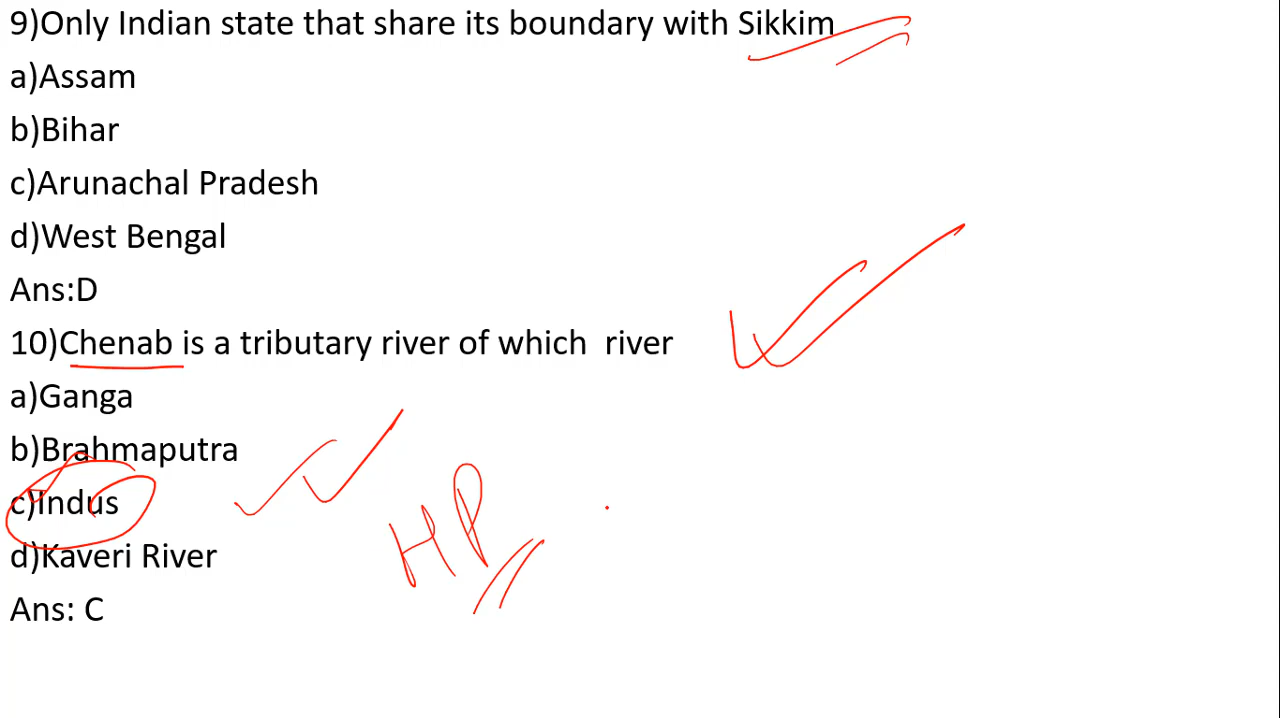 9)Only Indian state that share its boundary with Sikkim
a)Assam
b)Bihar
c)Arunachal Pradesh
d)West Bengal
Ans:D
10)Chenab is a tributary river of which  river
a)Ganga
b)Brahmaputra
c)Indus
HP
d)Kaveri River
Ans: C